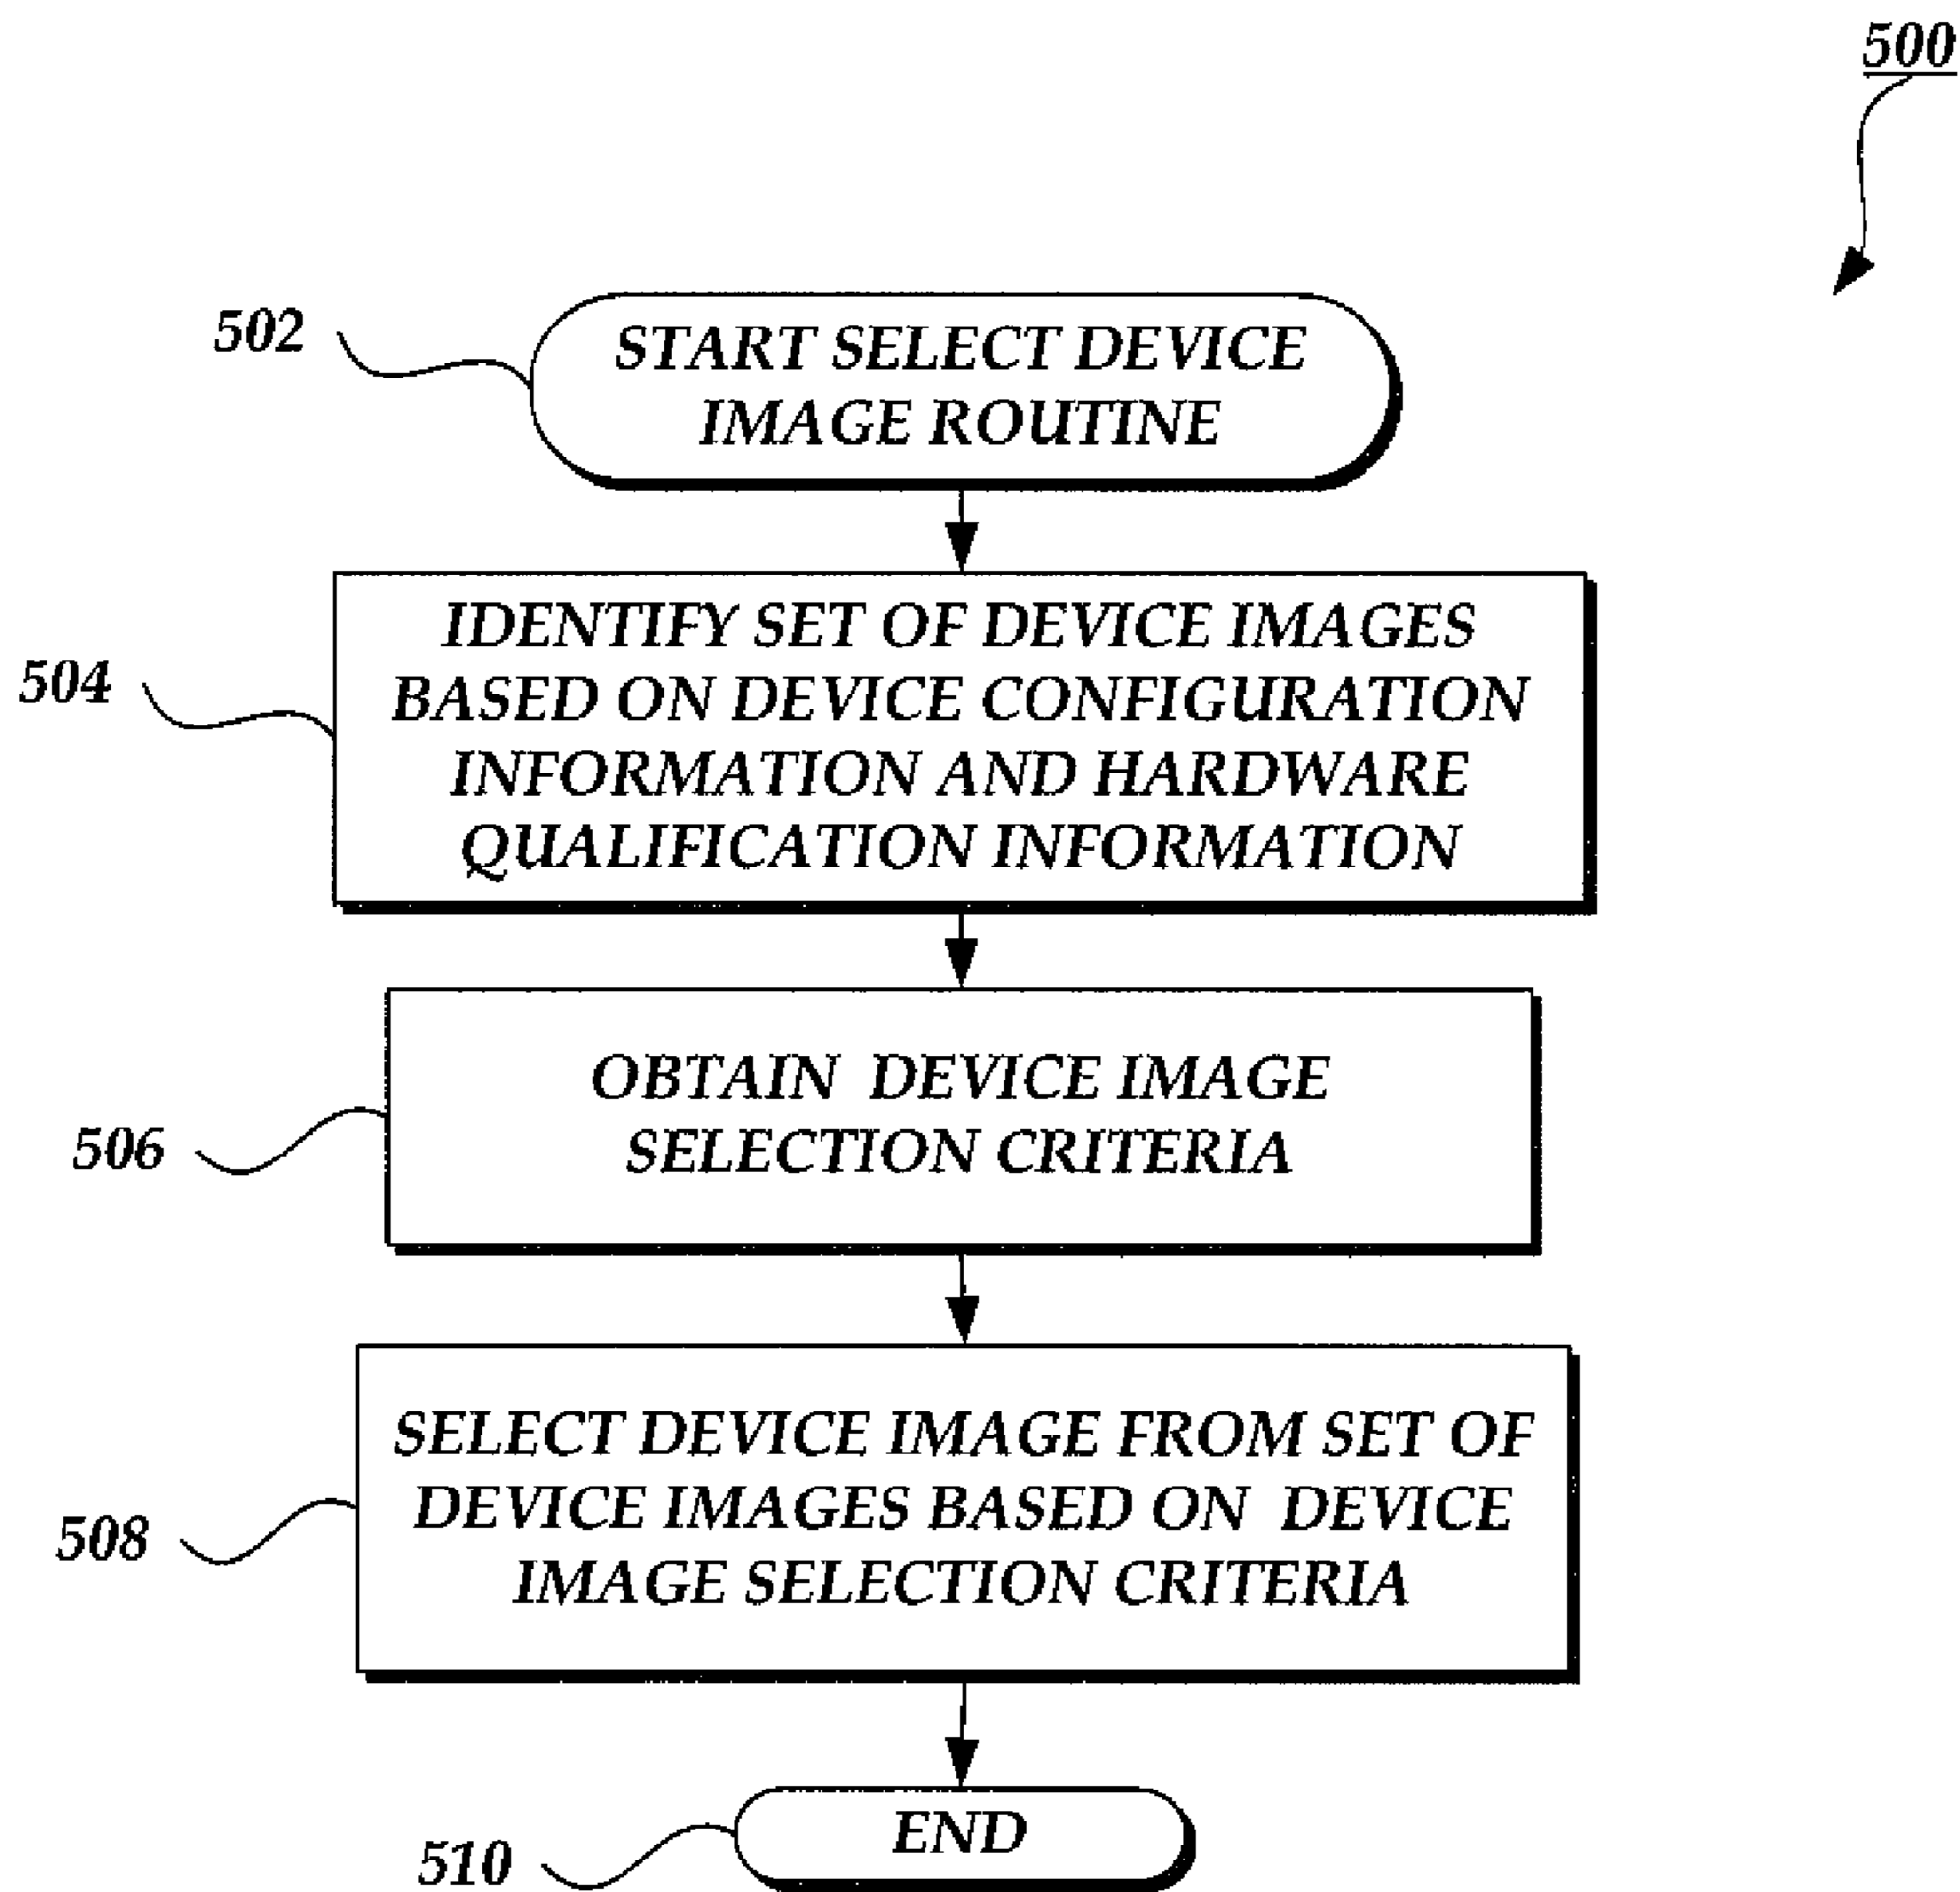 500
502
START SELECT DEVICE
IMAGE ROUTINE
504
IDENTIFY SET OF DEVICE IMAGES
BASED ON DEVICE CONFIGURATION
INFORMATION AND HARDWARE
QUALIFICATION INFORMATION
506
OBTAIN DEVICE IMAGE
SELECTION CRITERIA
508
SELECT DEVICE IMAGE FROM SET OF
DEVICE IMAGES BASED ON DEVICE
IMAGE SELECTION CRITERIA
510
END